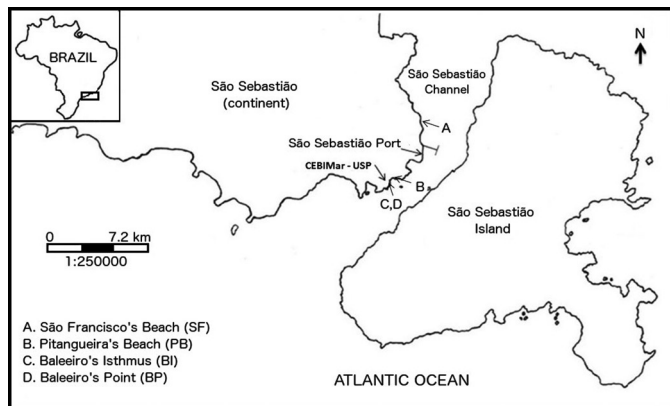 BRAZIL
N
São Sebastião
(continent)
São Sebastião
Channel
A
São Sebastião Port
CEBIMar - USP
B
C,D
São Sebastião
Island
0 7.2 km
1:250000
A. São Francisco's Beach (SF)
B. Pitangueira's Beach (PB)
C. Baleeiro's Isthmus (BI)
D. Baleeiro's Point (BP)
ATLANTIC OCEAN